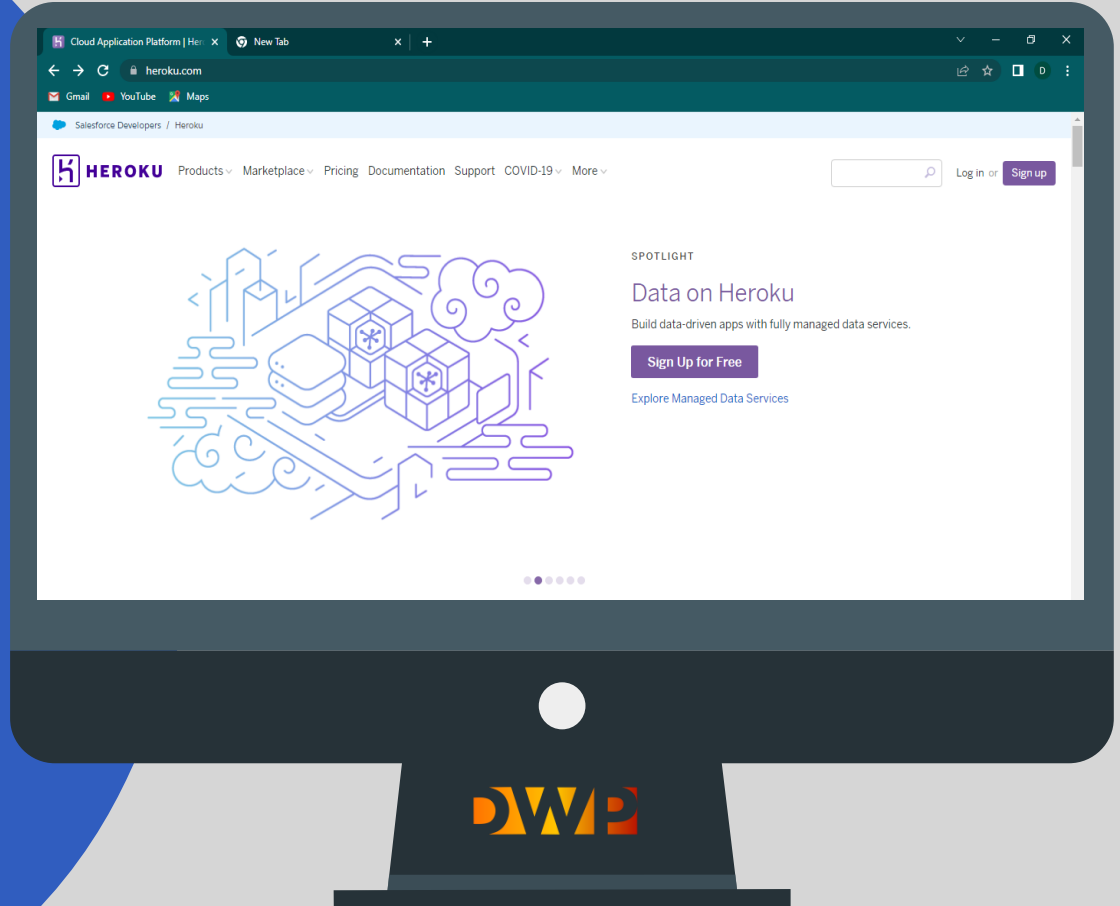 Cloud Application Platform | Her
New Tab
heroku.com
D
Gmail YouTube Maps
Salesforce Developers / Heroku
HEROKU Products Marketplace Pricing Documentation Support COVID-19 More Log in or Sign up
SPOTLIGHT
Data on Heroku
Build data-driven apps with fully managed data services.
Sign Up for Free
Explore Managed Data Services
DWP